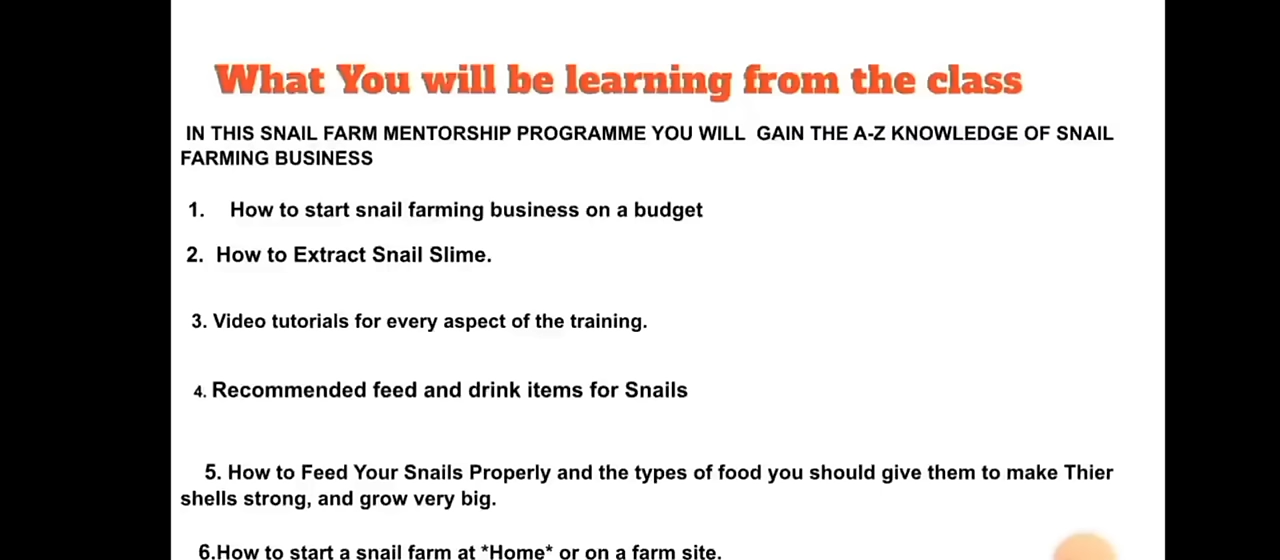 What You will be learning from the class
IN THIS SNAIL FARM MENTORSHIP PROGRAMME YOU WILL GAIN THE A-Z KNOWLEDGE OF SNAIL
FARMING BUSINESS
1. How to start snail farming business on a budget
2. How to Extract Snail Slime.
3. Video tutorials for every aspect of the training.
4. Recommended feed and drink items for Snails
5. How to Feed Your Snails Properly and the types of food you should give them to make Thier
shells strong, and grow very big.
6.How to start a snail farm at *Home* or on a farm site.